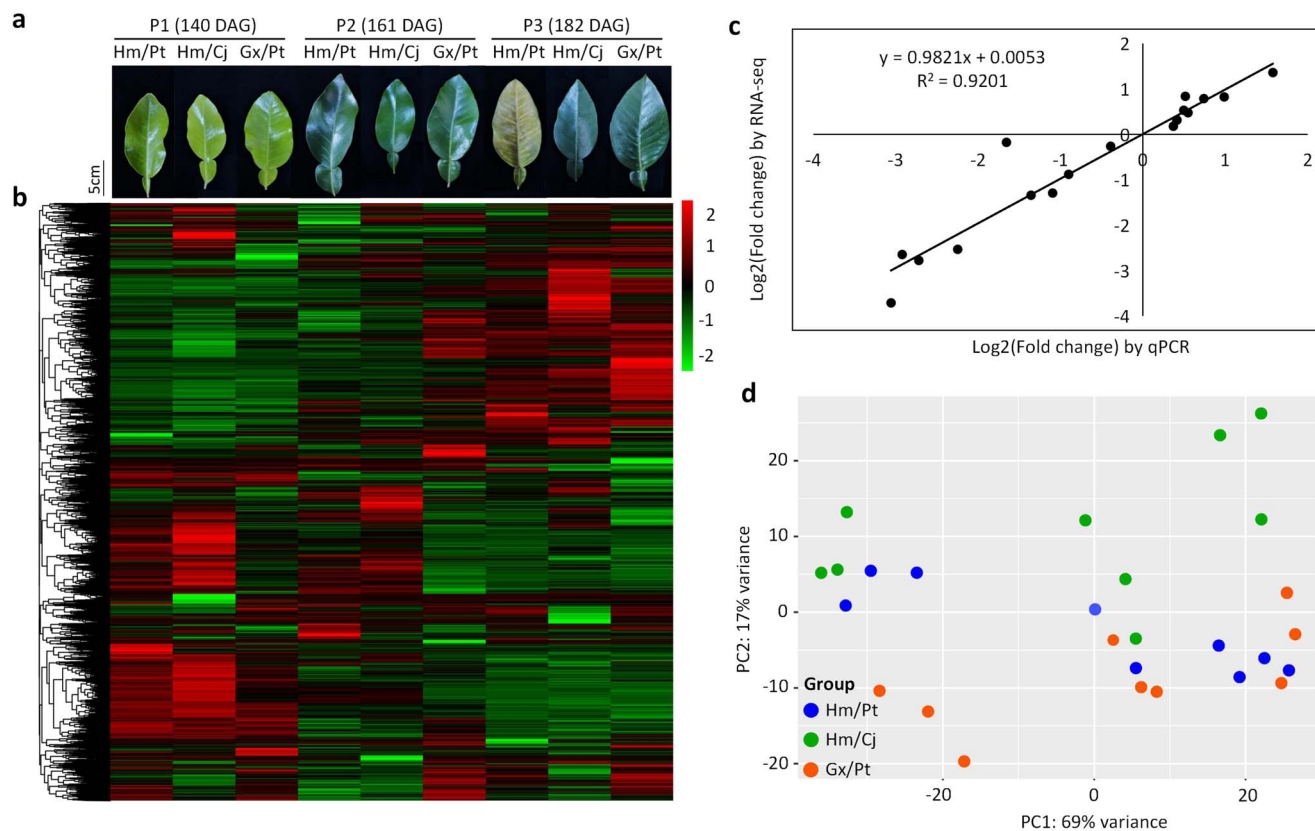 a
P1 (140 DAG) P2 (161 DAG) P3 (182 DAG)
Hm/Pt Hm/Cj Gx/Pt Hm/Pt Hm/Cj Gx/Pt Hm/Pt Hm/Cj Gx/Pt
5cm
b
2
1
0
-1
-2
c
y = 0.9821x + 0.0053
R² = 0.9201
Log2(Fold change) by RNA-seq
2
1
0
-1
-2
-3
-4
-4 -3 -2 -1 0 1 2
Log2(Fold change) by qPCR
d
PC2: 17% variance
20
10
0
-10
-20
Group
Hm/Pt
Hm/Cj
Gx/Pt
-20 0 20
PC1: 69% variance